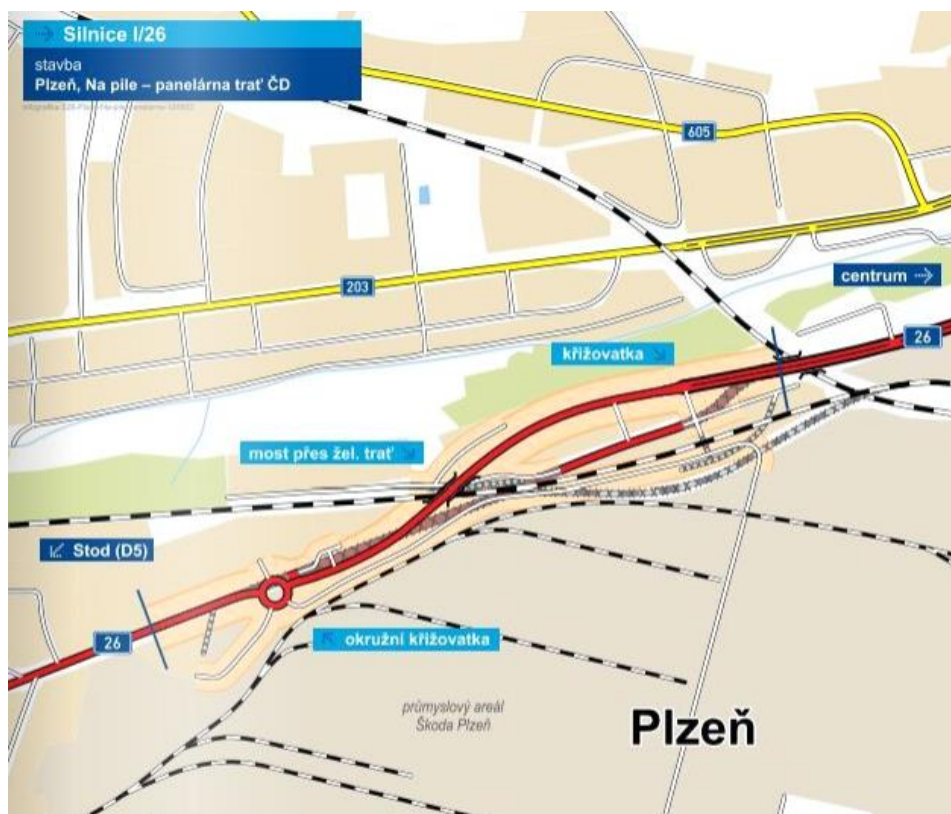 Silnice I/26
stavba
Plzeň, Na pile – panelárna trať ČD
605
203
centrum
26
křižovatka
most přes žel. trať
Stod (D5)
26
okružní křižovatka
průmyslový areál
Škoda Plzeň
Plzeň